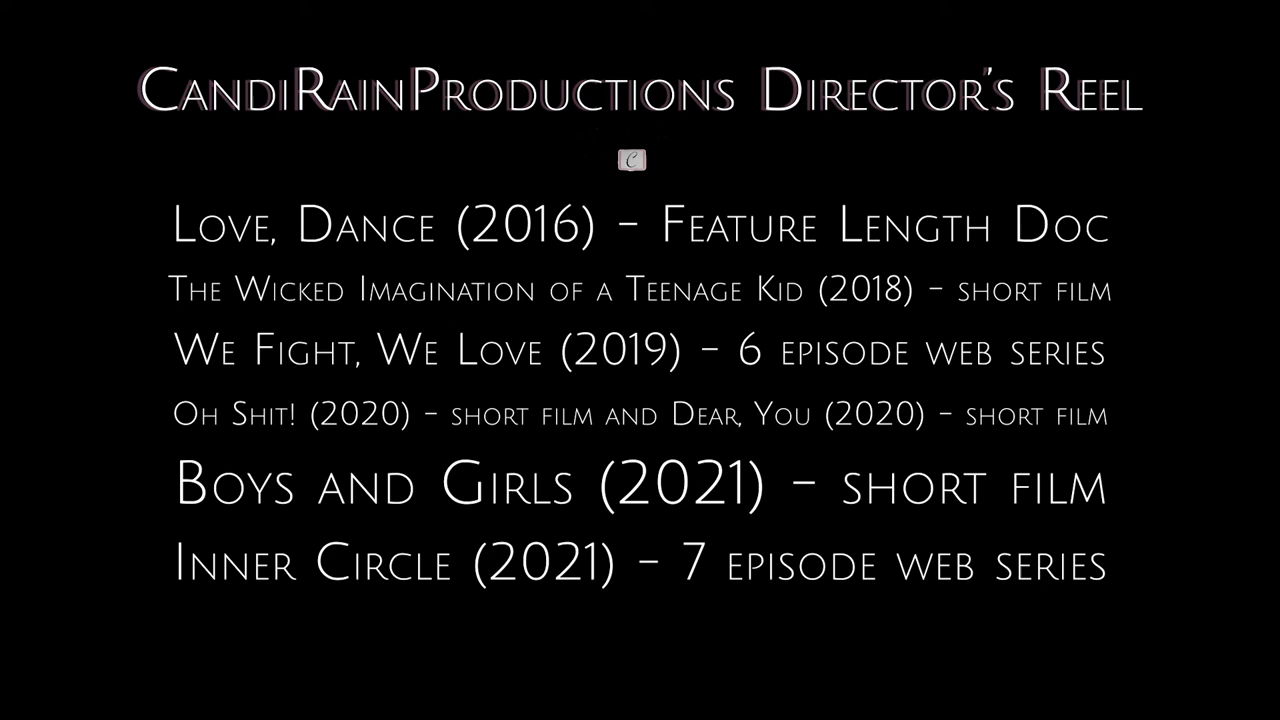 CandiRainProductions Director's Reel
C
Love, Dance (2016) - Feature Length Doc
The Wicked Imagination of a Teenage Kid (2018) - short film
We Fight, We Love (2019) - 6 episode web series
Oh Shit! (2020) - short film and Dear, You (2020) - short film
Boys and Girls (2021) - short film
Inner Circle (2021) - 7 episode web series